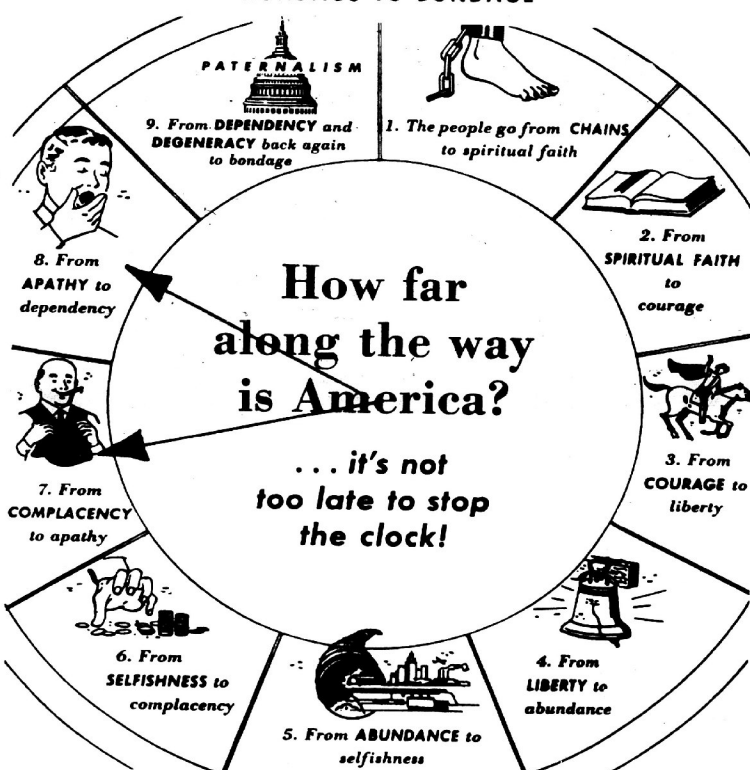 TO BONDAGE
How far
along the way
is America?
... it's not
too late to stop
the clock!
1. The people go from CHAINS
to spiritual faith
2. From
SPIRITUAL FAITH
to
courage
3. From
COURAGE to
liberty
4. From
LIBERTY to
abundance
5. From ABUNDANCE to
selfishness
6. From
SELFISHNESS to
complacency
7. From
COMPLACENCY
to apathy
8. From
APATHY to
dependency
PATERNALISM
9. From DEPENDENCY and
DEGENERACY back again
to bondage